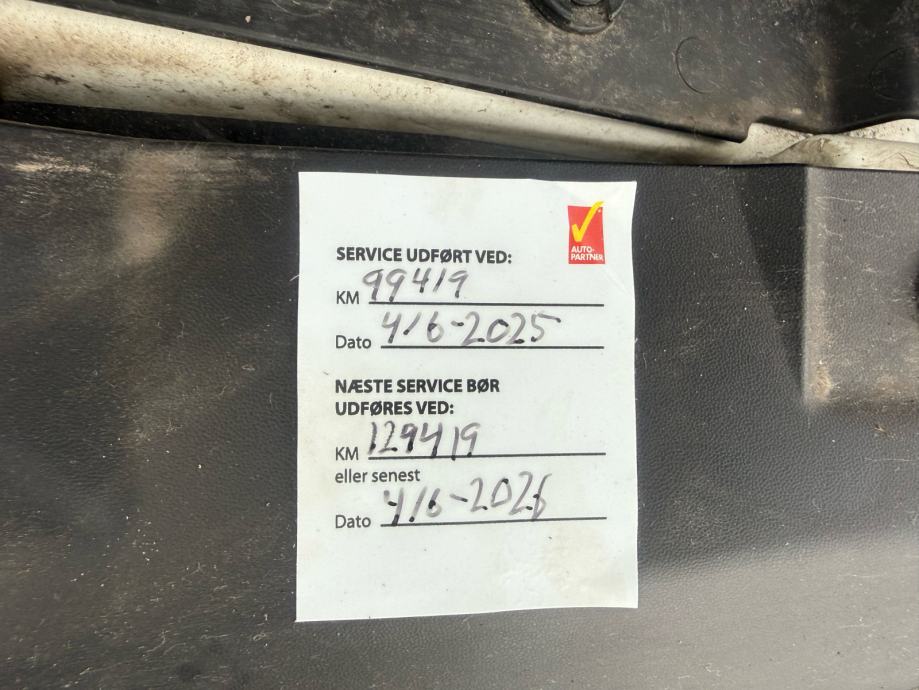 AUTO-
PARTNER
SERVICE UDFØRT VED:
KM 99419
Dato 4/6-2025
NÆSTE SERVICE BØR
UDFØRES VED:
KM 129419
eller senest
Dato 4/6-2026